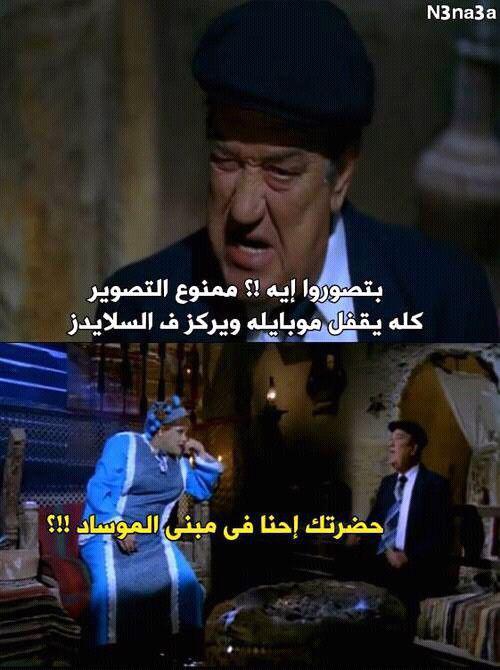 N3na3a
بتصوروا إيه !؟ ممنوع التصوير
كله يقفل موبايله ويركز ف السلايدز
حضرتك إحنا فى مبنى الموساد !!؟